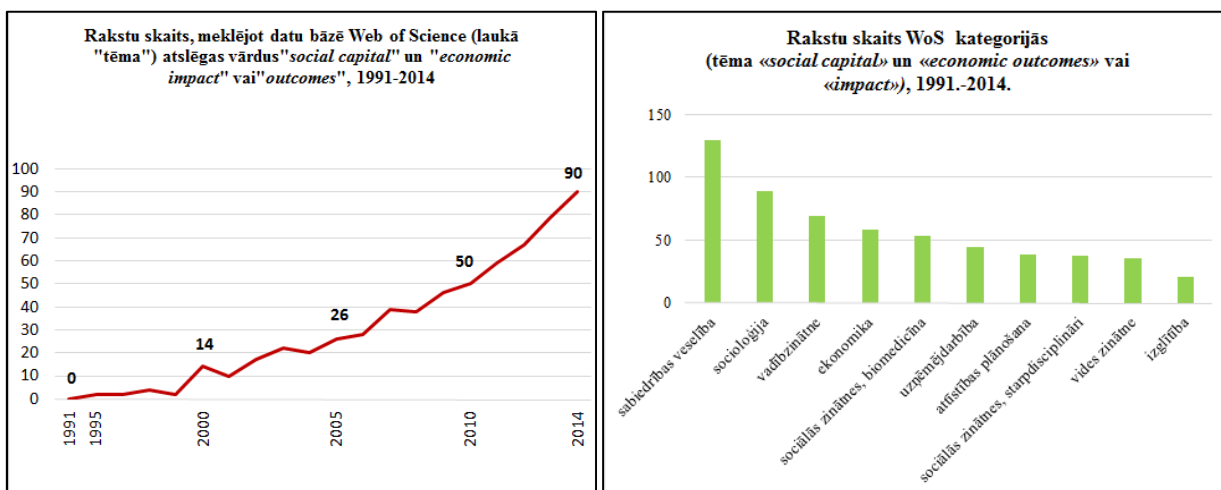 Rakstu skaits, meklējot datu bāzē Web of Science (laukā
"tēma") atslēgas vārdus"social capital" un "economic
impact" vai"outcomes", 1991-2014
100
90
80
70
60
50
40
30
20
10
0
0
14
26
50
90
1991
1995
2000
2005
2010
2014
Rakstu skaits WoS kategorijās
(tēma «social capital» un «economic outcomes» vai
«impact»), 1991.-2014.
150
100
50
0
sabiedrības veselība
socioloģija
vadībzinātne
ekonomika
sociālās zinātnes, biomedicīna
uzņēmējdarbība
attīstības plānošana
sociālās zinātnes, starpdisciplināri
vides zinātne
izglītība